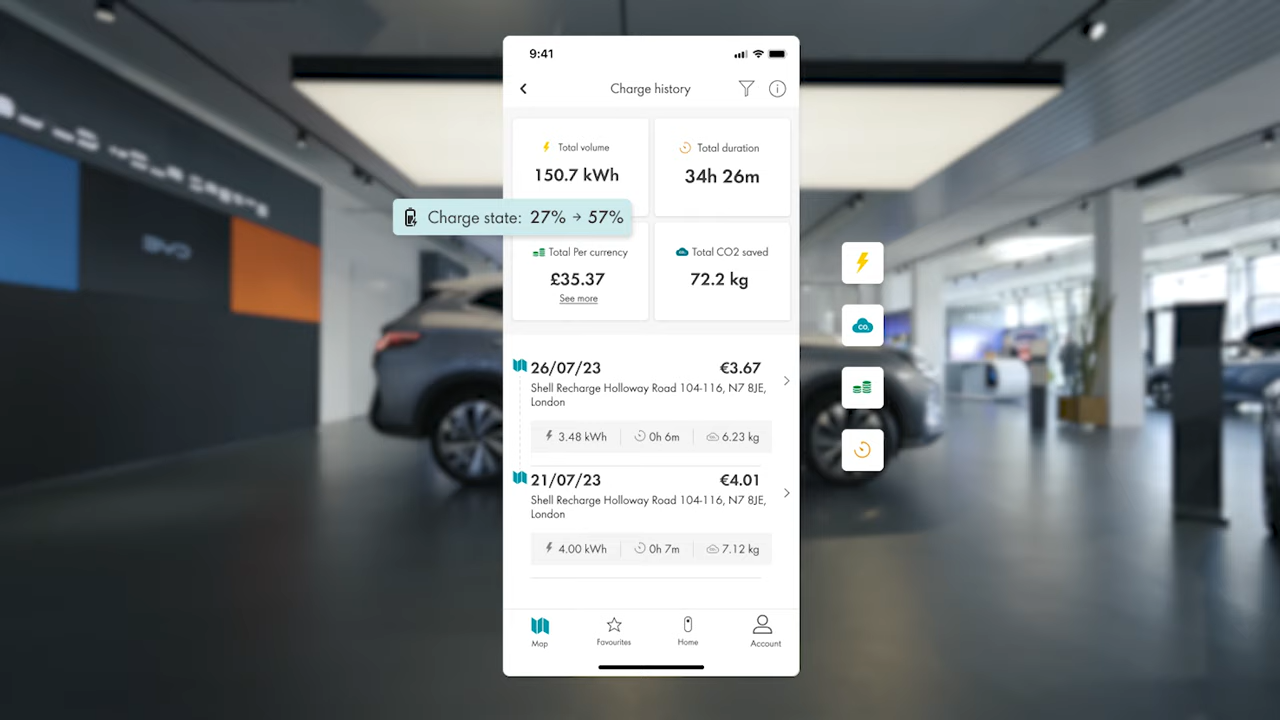 9:41
Charge history
Total volume
150.7 kWh
Total duration
34h 26m
Charge state: 27% → 57%
Total Per currency
£35.37
See more
Total CO2 saved
72.2 kg
26/07/23
€3.67
Shell Recharge Holloway Road 104-116, N7 8JE,
London
3.48 kWh
0h 6m
6.23 kg
21/07/23
€4.01
Shell Recharge Holloway Road 104-116, N7 8JE,
London
4.00 kWh
0h 7m
7.12 kg
Map
Favourites
Home
Account
BYD
CO₂